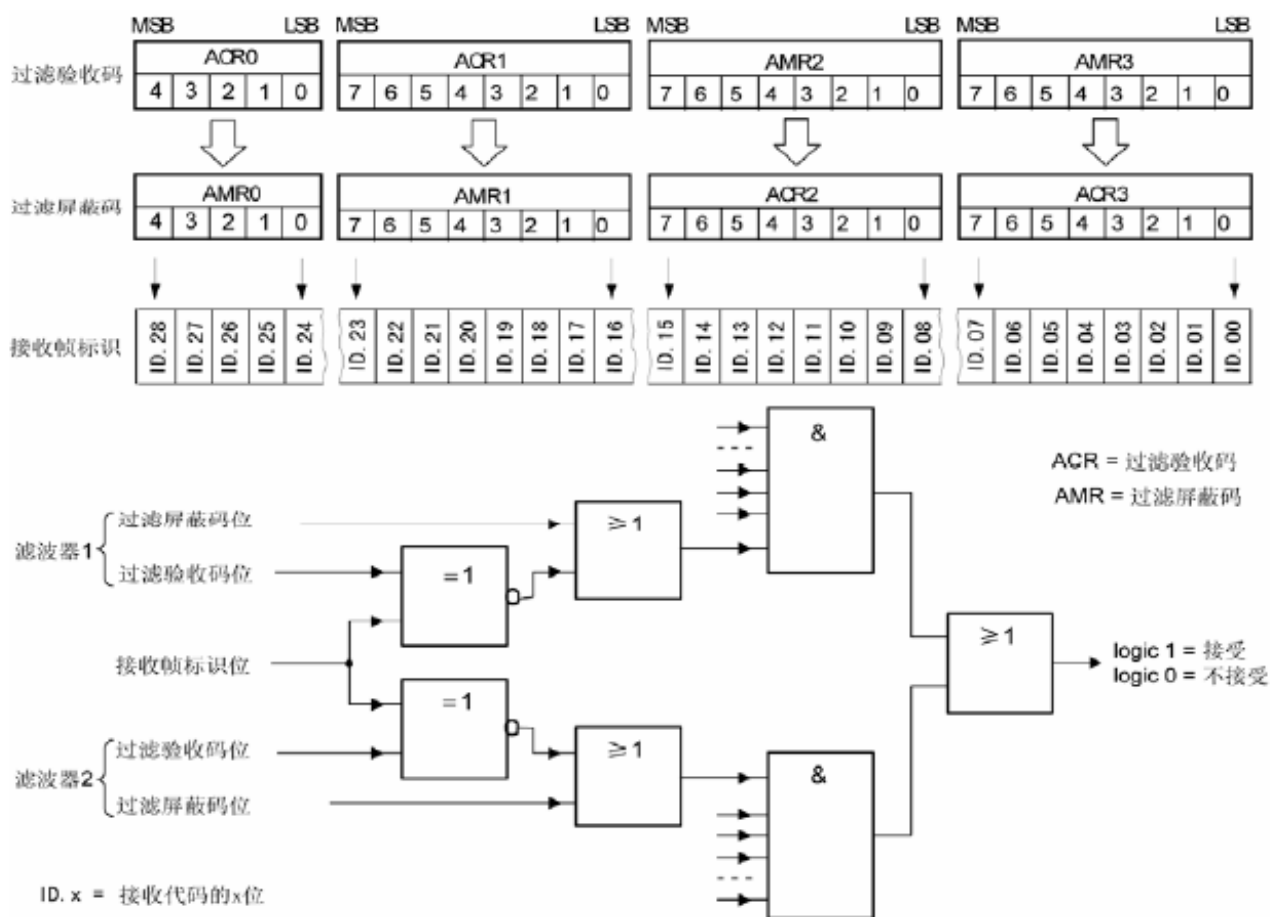 MSB LSB MSB LSB MSB LSB MSB LSB
过滤验收码 ACR0 ACR1 AMR2 AMR3
4 3 2 1 0 7 6 5 4 3 2 1 0 7 6 5 4 3 2 1 0 7 6 5 4 3 2 1 0
过滤屏蔽码 AMR0 AMR1 ACR2 ACR3
4 3 2 1 0 7 6 5 4 3 2 1 0 7 6 5 4 3 2 1 0 7 6 5 4 3 2 1 0
接收帧标识 ID.28 ID.27 ID.26 ID.25 ID.24 ID.23 ID.22 ID.21 ID.20 ID.19 ID.18 ID.17 ID.16 ID.15 ID.14 ID.13 ID.12 ID.11 ID.10 ID.09 ID.08 ID.07 ID.06 ID.05 ID.04 ID.03 ID.02 ID.01 ID.00
&
ACR = 过滤验收码
AMR = 过滤屏蔽码
滤波器1
过滤屏蔽码位
≥1
过滤验收码位
=1
接收帧标识位
≥1
logic 1 = 接受
logic 0 = 不接受
=1
滤波器2
过滤验收码位
≥1
&
过滤屏蔽码位
ID. x = 接收代码的x位